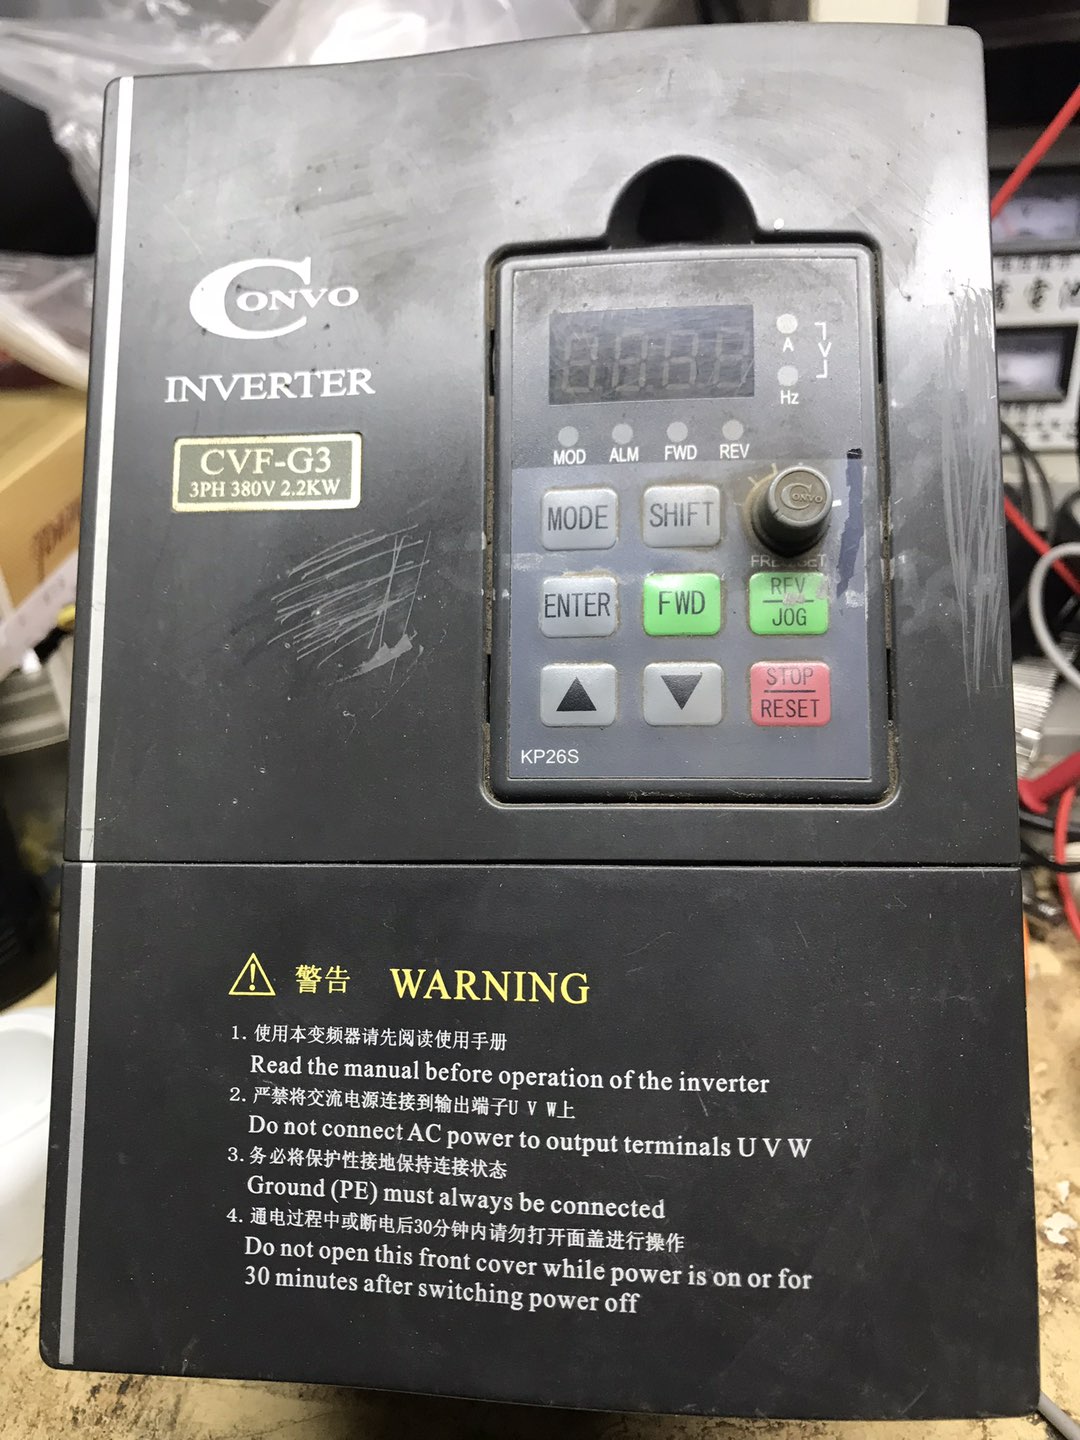 CONVO
INVERTER
CVF-G3
3PH 380V 2.2KW
A
V
Hz
MOD ALM FWD REV
MODE SHIFT CONVO
ENTER FWD REV
JOG
STOP
RESET
KP26S
警告 WARNING
1. 使用本变频器请先阅读使用手册
Read the manual before operation of the inverter
2. 严禁将交流电源连接到输出端子U V W上
Do not connect AC power to output terminals U V W
3. 务必将保护性接地保持连接状态
Ground (PE) must always be connected
4. 通电过程中或断电后30分钟内请勿打开面盖进行操作
Do not open this front cover while power is on or for
30 minutes after switching power off